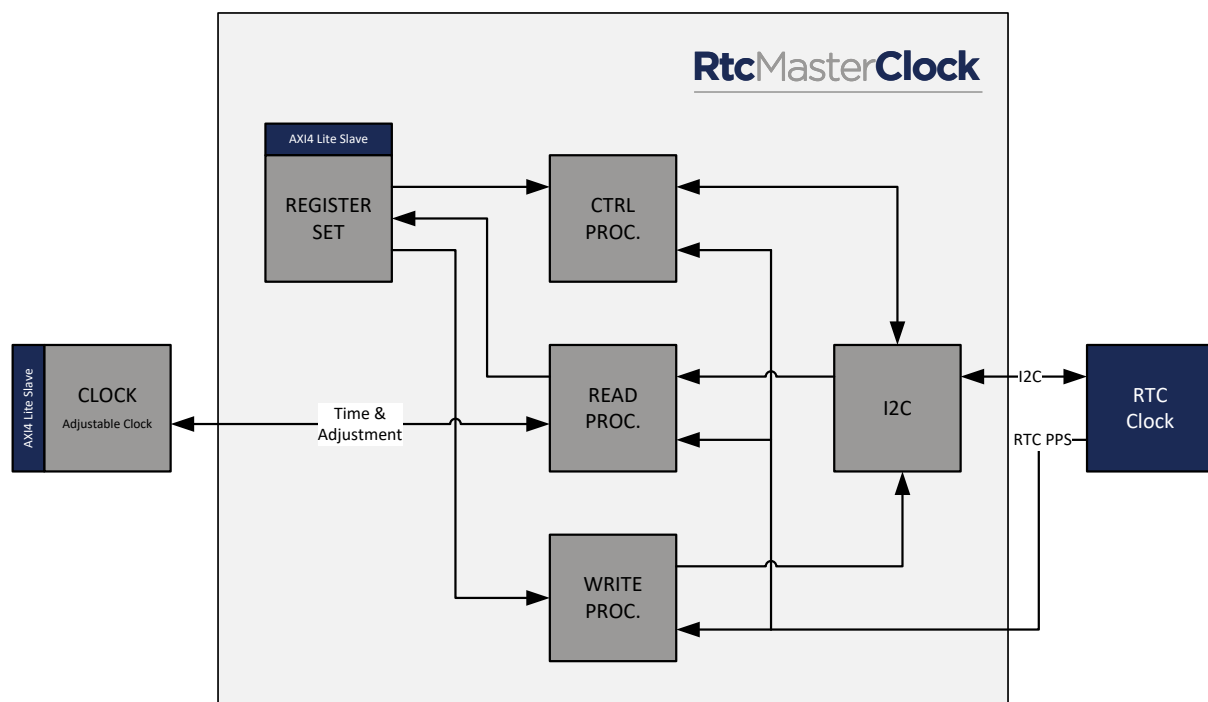 RtcMasterClock
AXI4 Lite Slave
REGISTER
SET
CTRL
PROC.
AXI4 Lite Slave
CLOCK
Adjustable Clock
Time &
Adjustment
READ
PROC.
I2C
I2C
RTC PPS
RTC
Clock
WRITE
PROC.